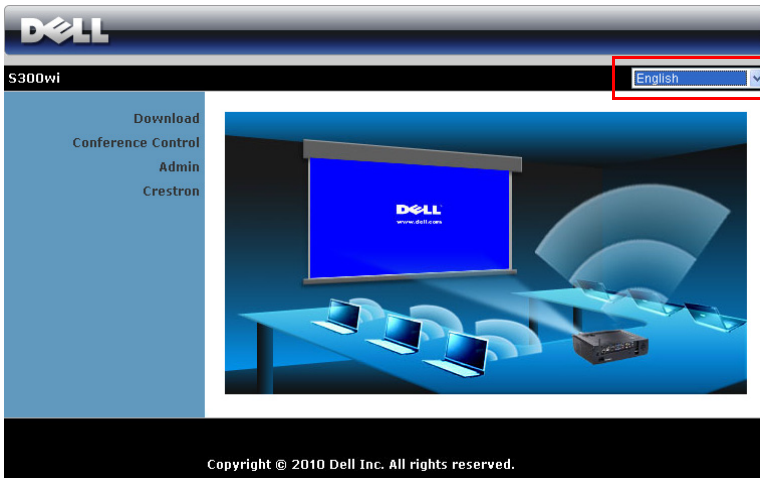 DELL
S300wi
English
Download
Conference Control
Admin
Crestron
DELL
www.dell.com
Copyright © 2010 Dell Inc. All rights reserved.